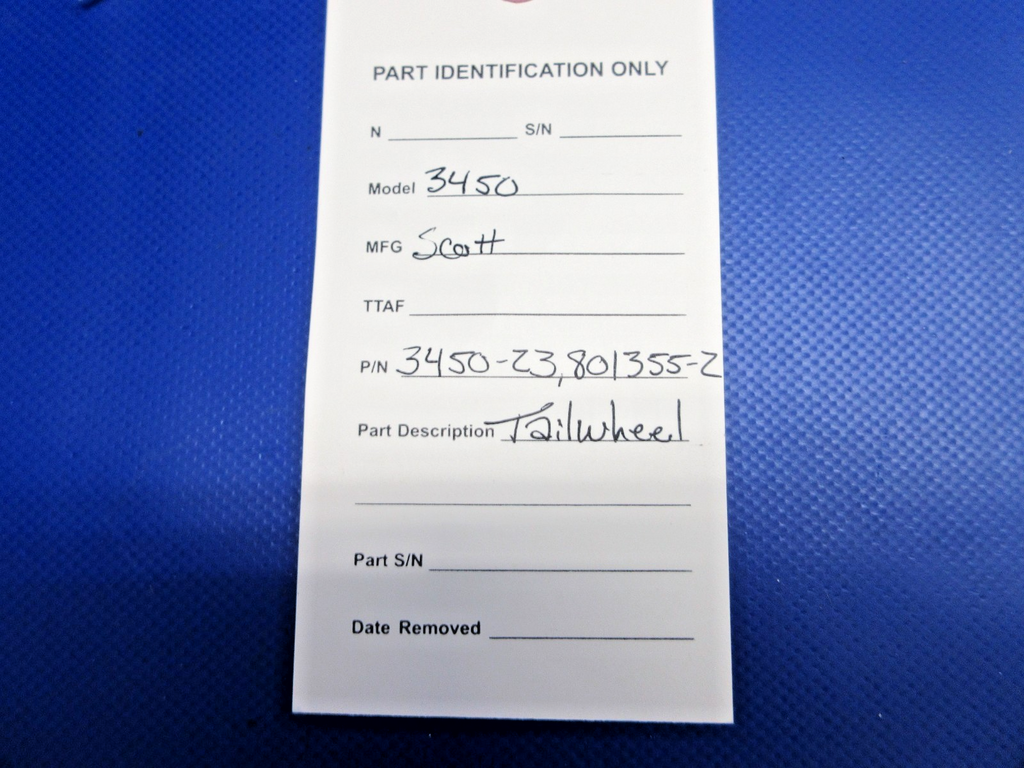 PART IDENTIFICATION ONLY
N S/N
Model 3450
MFG Scott
TTAF
P/N 3450-23,801355-2
Part Description Tailwheel
Part S/N
Date Removed